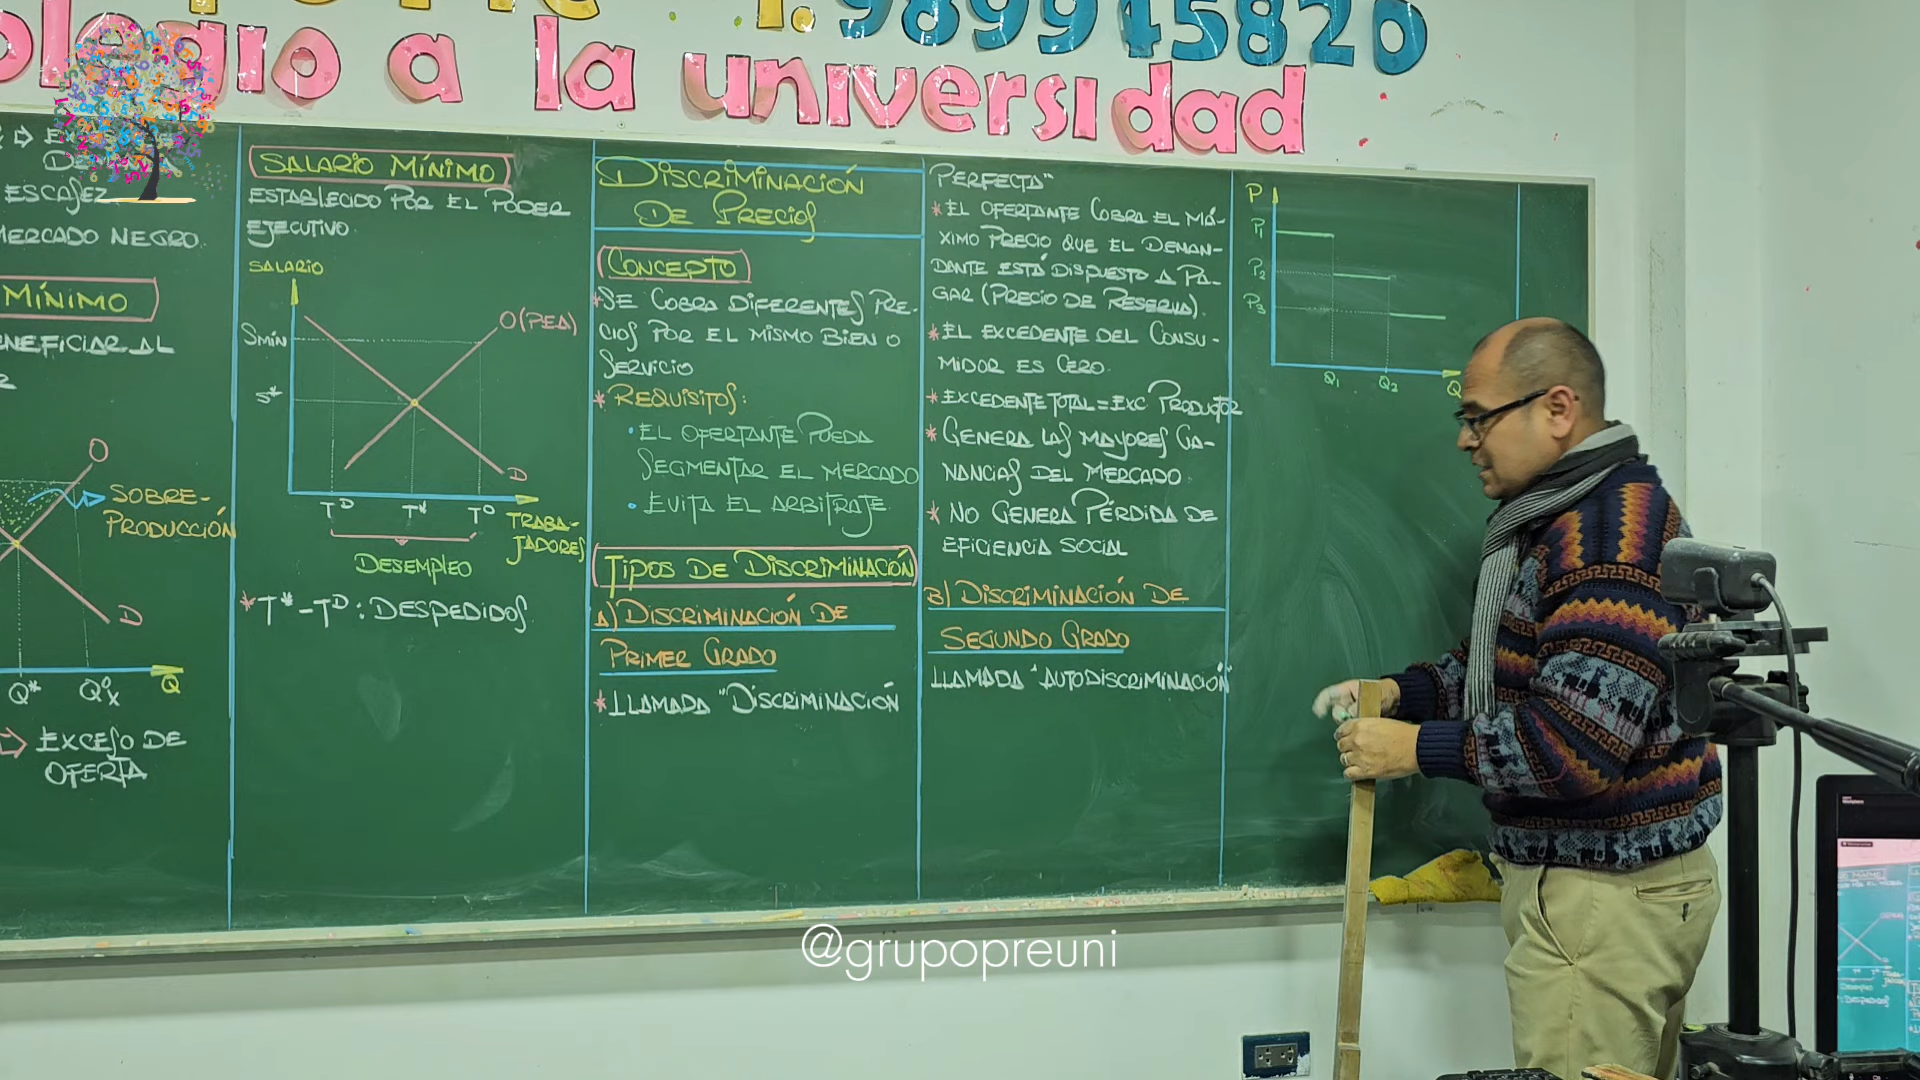 1. 989945820
colegio a la universidad
ESCASEZ
MERCADO NEGRO.
MÍNIMO
BENEFICIAR AL
O
SOBRE-
PRODUCCIÓN
D
Q* Q°x Q
⇨ EXCESO DE
OFERTA
SALARIO MÍNIMO
ESTABLECIDO POR EL PODER
EJECUTIVO.
SALARIO
O(PEA)
Smín
S*
D
T^D T* T^O TRABA-
JADORES
DESEMPLEO
* T* - T^D : DESPEDIDOS.
DISCRIMINACIÓN
DE PRECIOS
CONCEPTO
* SE COBRA DIFERENTES PRE-
CIOS POR EL MISMO BIEN O
SERVICIO
* REQUISITOS:
• EL OFERTANTE PUEDA
SEGMENTAR EL MERCADO
• EVITA EL ARBITRAJE
TIPOS DE DISCRIMINACIÓN
A) DISCRIMINACIÓN DE
PRIMER GRADO
* LLAMADA "DISCRIMINACIÓN
PERFECTA"
* EL OFERTANTE COBRA EL MÁ-
XIMO PRECIO QUE EL DEMAN-
DANTE ESTÁ DISPUESTO A PA-
GAR (PRECIO DE RESERVA).
* EL EXCEDENTE DEL CONSU-
MIDOR ES CERO.
* EXCEDENTE TOTAL = EXC PRODUCTOR
* GENERA LAS MAYORES GA-
NANCIAS DEL MERCADO.
* NO GENERA PÉRDIDA DE
EFICIENCIA SOCIAL
B) DISCRIMINACIÓN DE
SEGUNDO GRADO
LLAMADA "AUTODISCRIMINACIÓN"
P
P1
P2
P3
Q1 Q2 Q
@grupopreuni